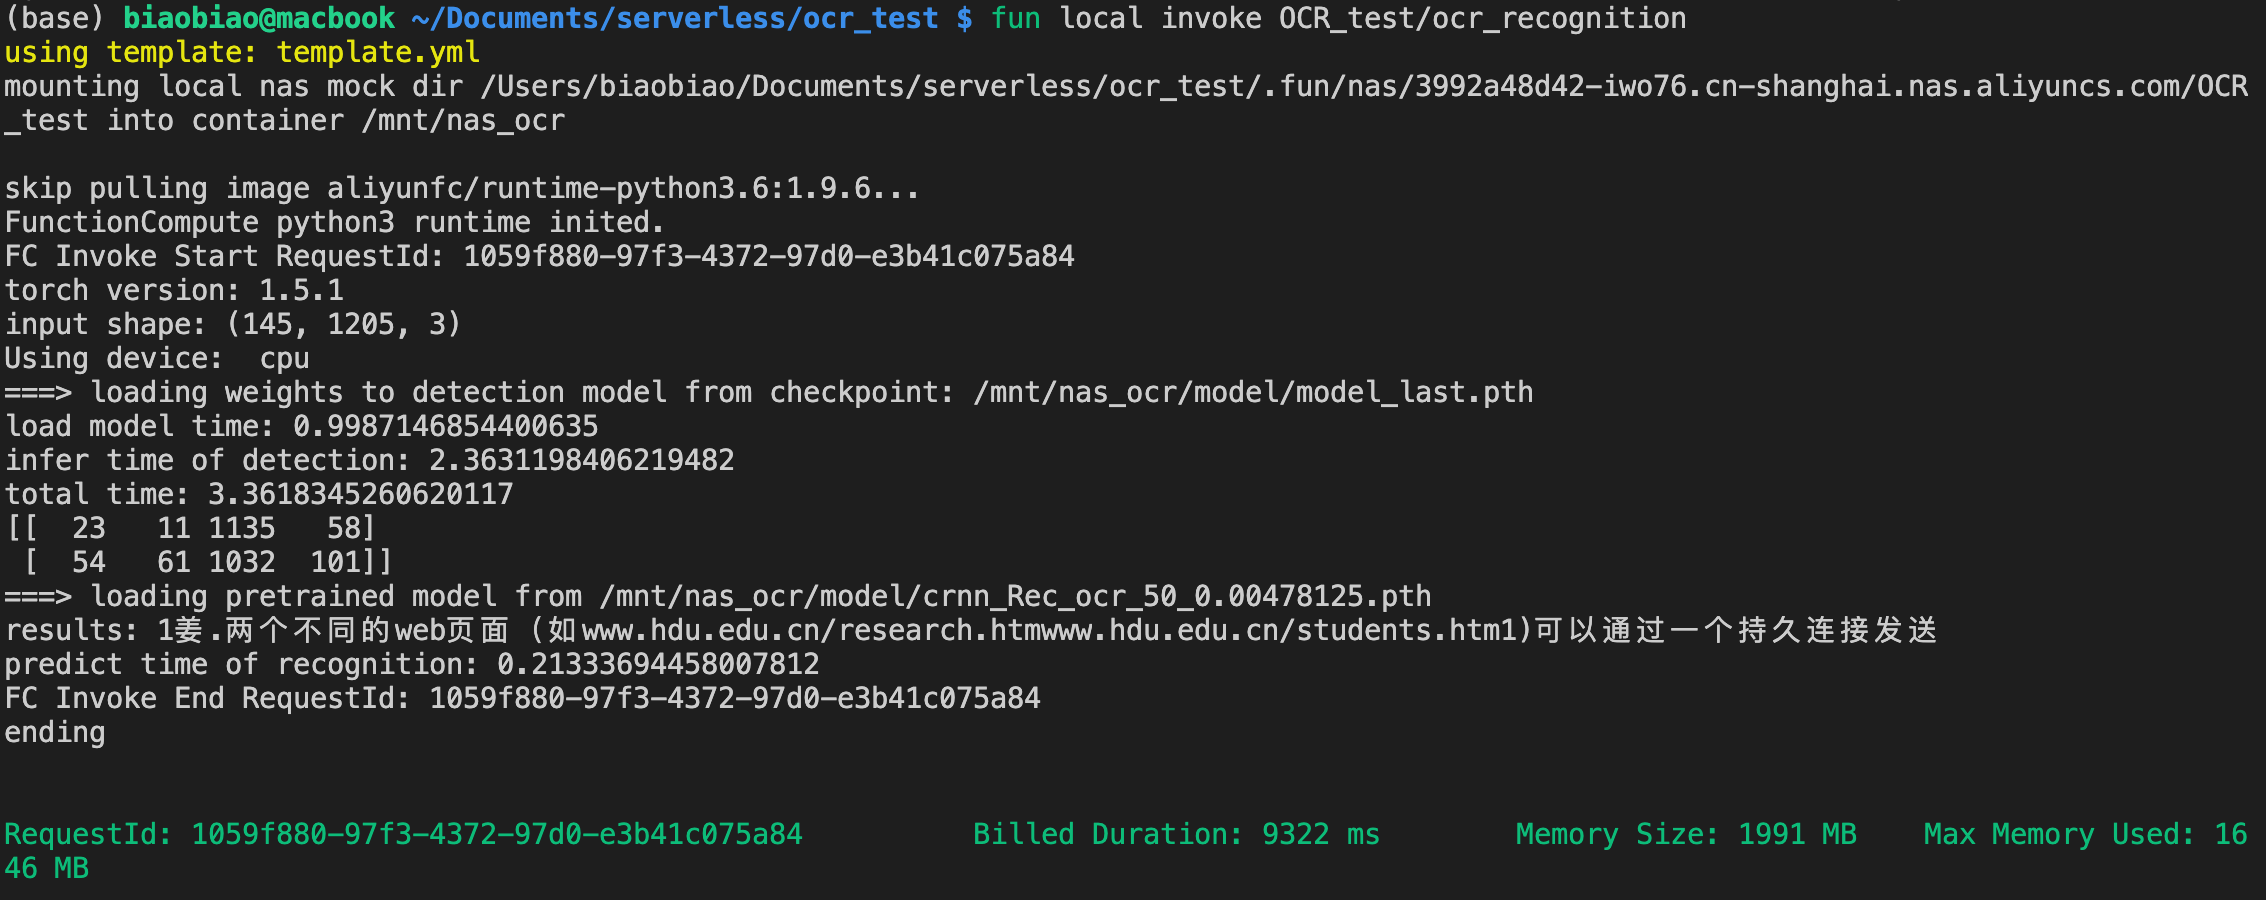 (base) biaobiao@macbook ~/Documents/serverless/ocr_test $ fun local invoke OCR_test/ocr_recognition
using template: template.yml
mounting local nas mock dir /Users/biaobiao/Documents/serverless/ocr_test/.fun/nas/3992a48d42-iwo76.cn-shanghai.nas.aliyuncs.com/OCR
_test into container /mnt/nas_ocr
skip pulling image aliyunfc/runtime-python3.6:1.9.6...
FunctionCompute python3 runtime inited.
FC Invoke Start RequestId: 1059f880-97f3-4372-97d0-e3b41c075a84
torch version: 1.5.1
input shape: (145, 1205, 3)
Using device:  cpu
===> loading weights to detection model from checkpoint: /mnt/nas_ocr/model/model_last.pth
load model time: 0.9987146854400635
infer time of detection: 2.3631198406219482
total time: 3.3618345260620117
[[  23   11 1135   58]
 [  54   61 1032  101]]
===> loading pretrained model from /mnt/nas_ocr/model/crnn_Rec_ocr_50_0.00478125.pth
results: 1姜.两个不同的web页面（如www.hdu.edu.cn/research.htmwww.hdu.edu.cn/students.htm1)可以通过一个持久连接发送
predict time of recognition: 0.21333694458007812
FC Invoke End RequestId: 1059f880-97f3-4372-97d0-e3b41c075a84
ending
RequestId: 1059f880-97f3-4372-97d0-e3b41c075a84          Billed Duration: 9322 ms        Memory Size: 1991 MB    Max Memory Used: 16
46 MB